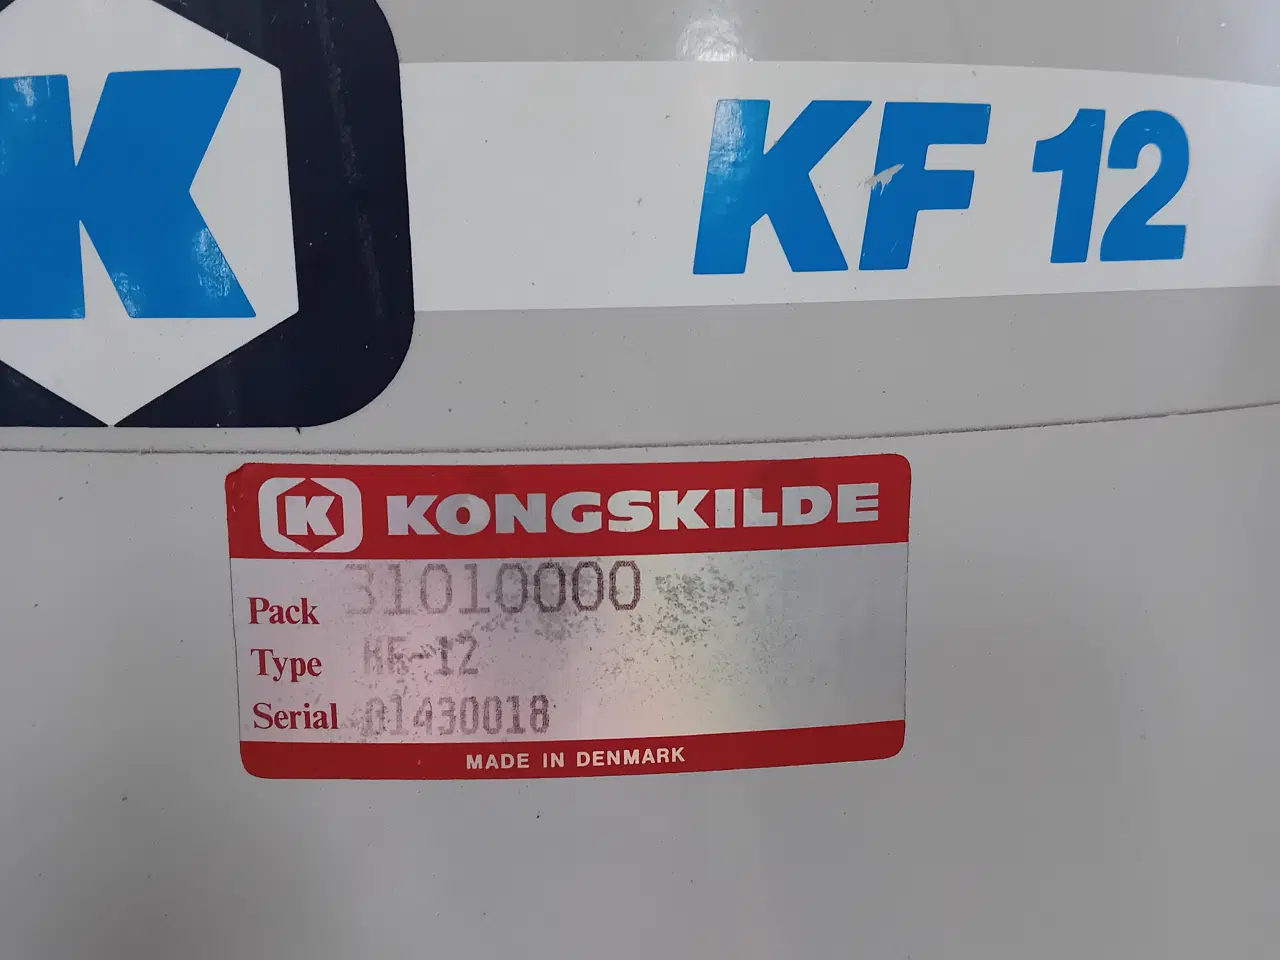 K
KF 12
K KONGSKILDE
Pack 31010000
Type KF-12
Serial 01430018
MADE IN DENMARK